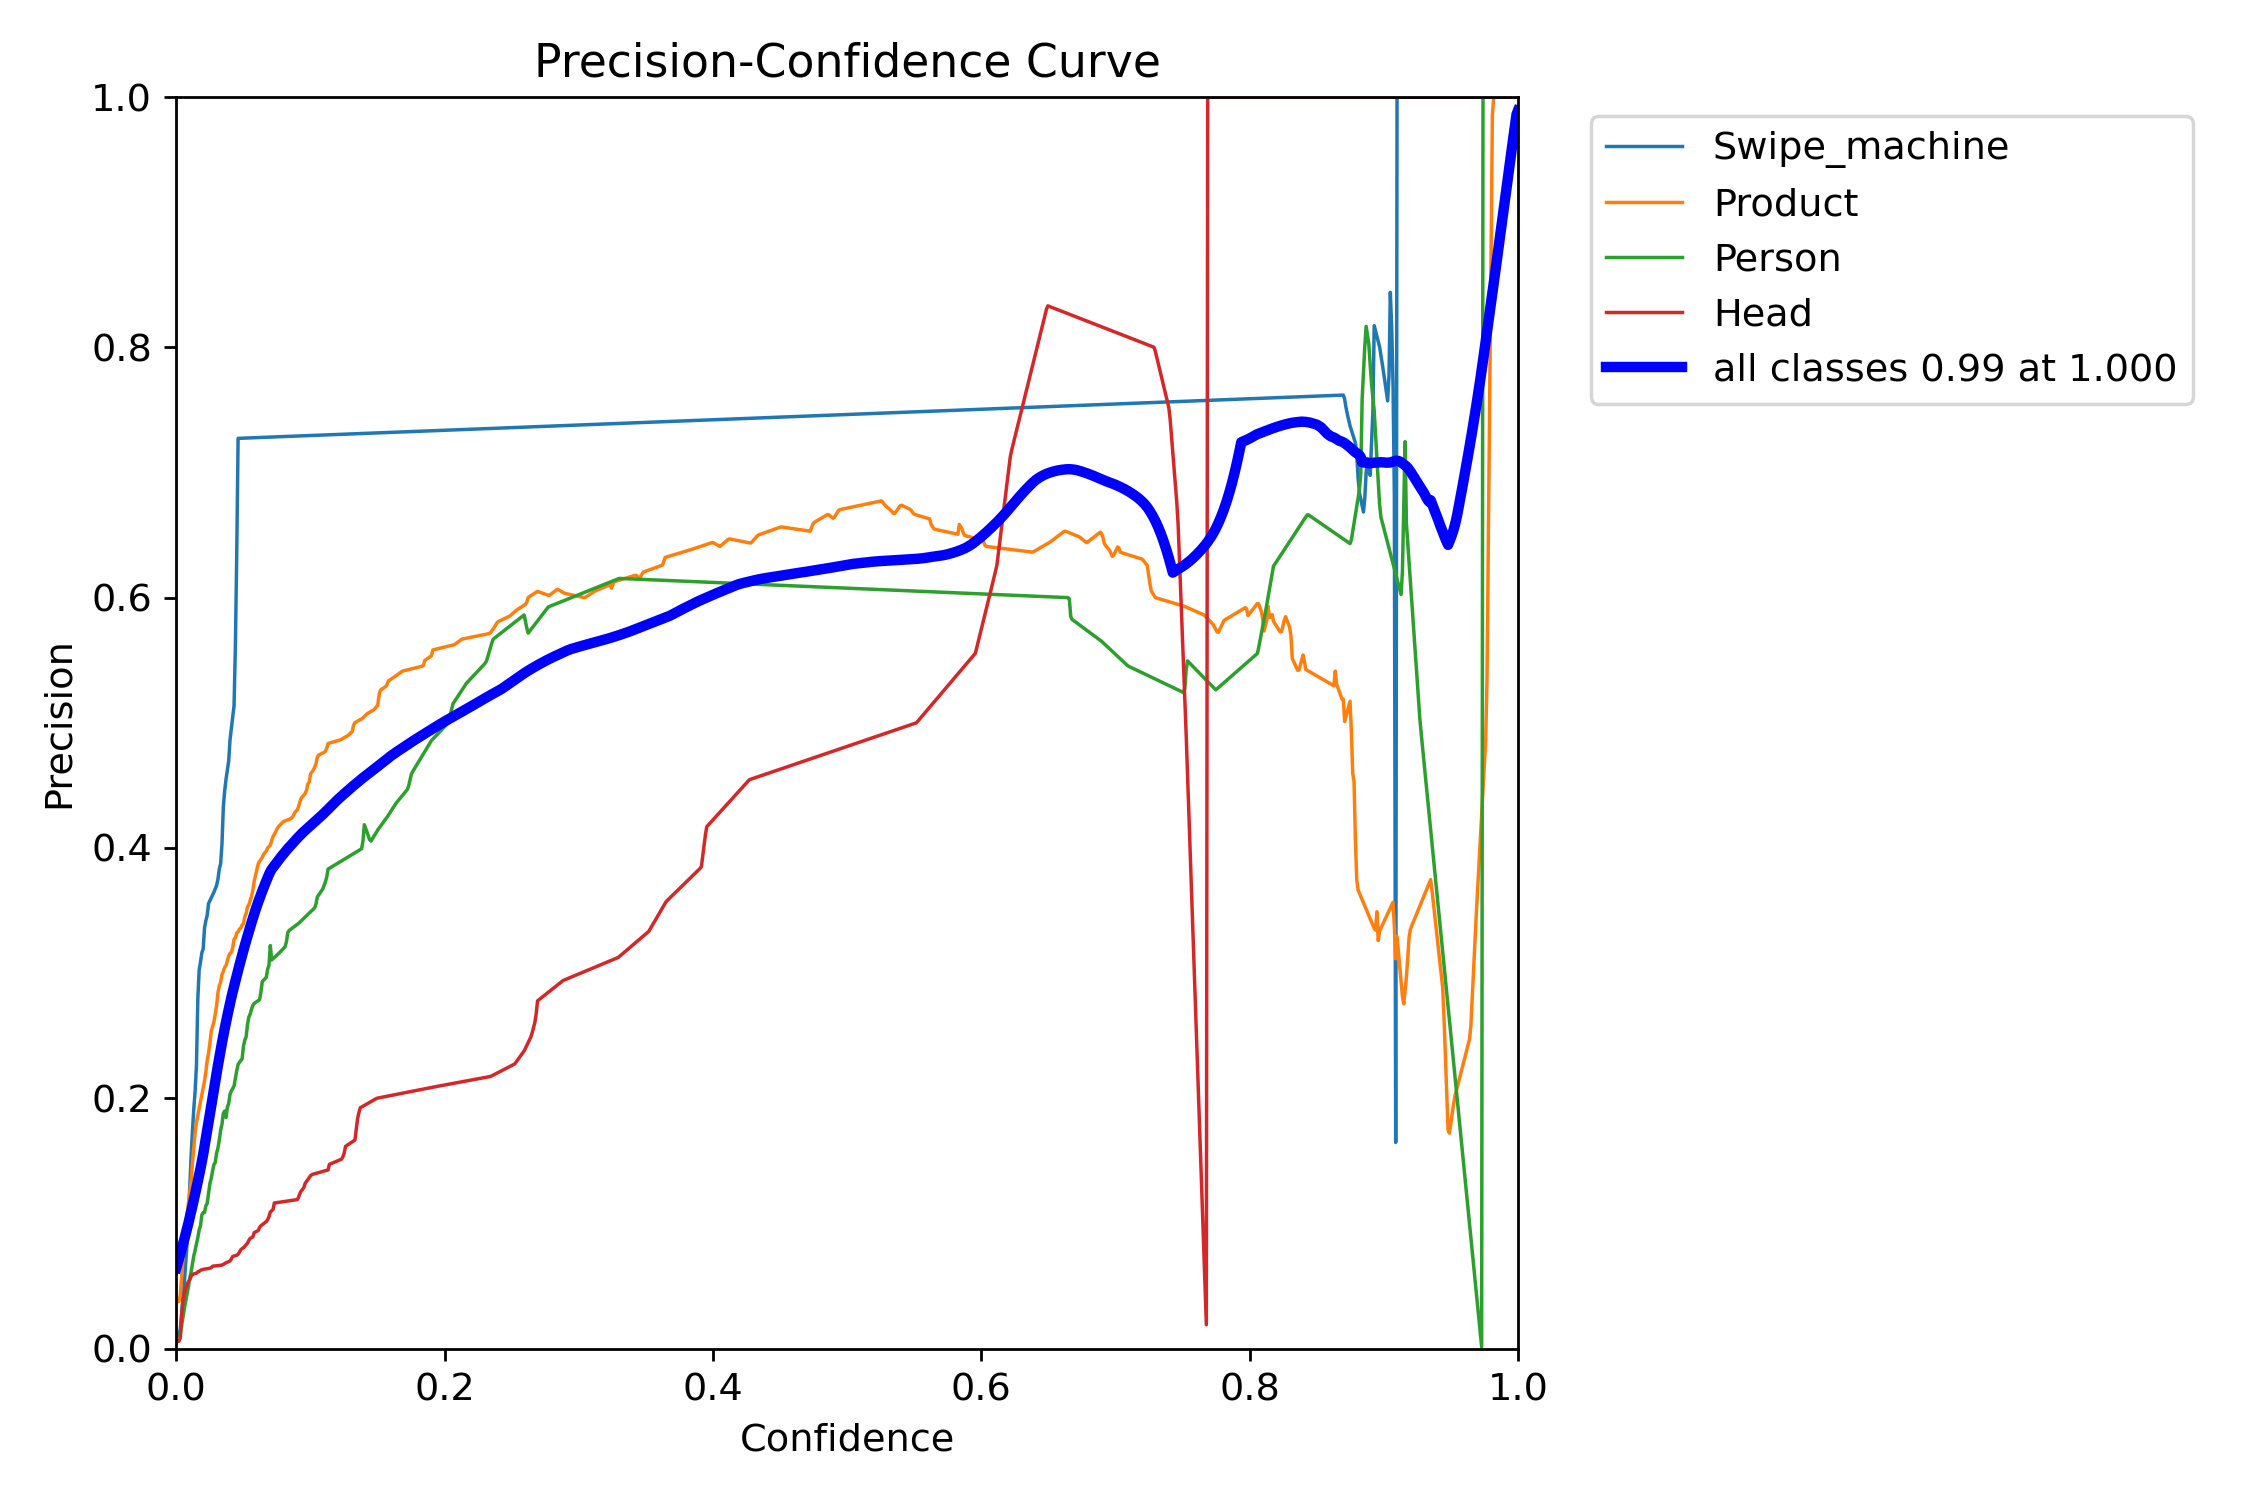 Precision-Confidence Curve
1.0
0.8
0.6
0.4
0.2
0.0
Precision
0.0 0.2 0.4 0.6 0.8 1.0
Confidence
Swipe_machine
Product
Person
Head
all classes 0.99 at 1.000